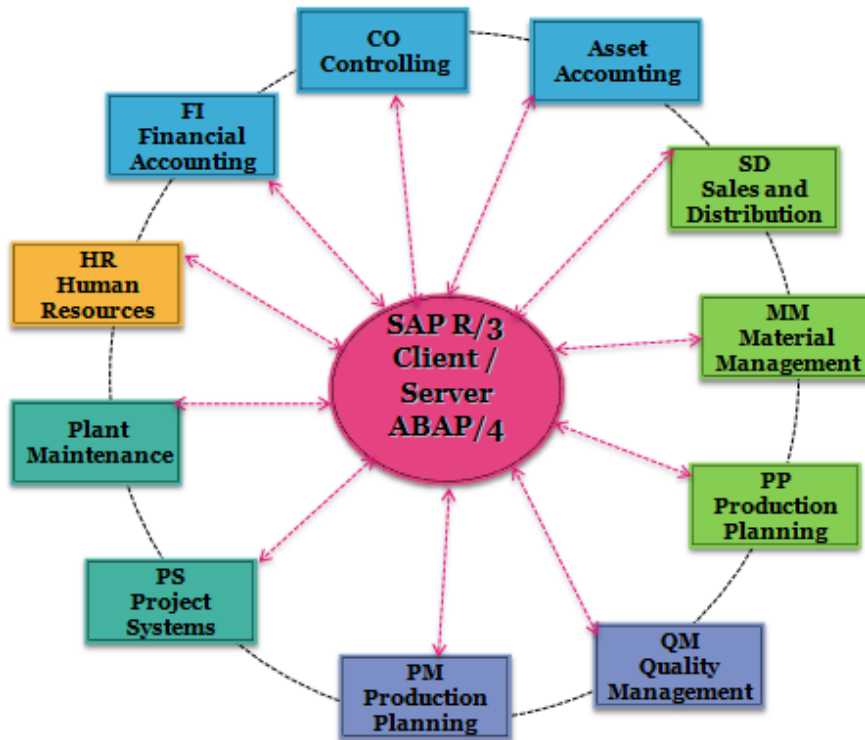 CO
Controlling
Asset
Accounting
FI
Financial
Accounting
SD
Sales and
Distribution
HR
Human
Resources
SAP R/3
Client /
Server
ABAP/4
MM
Material
Management
Plant
Maintenance
PP
Production
Planning
PS
Project
Systems
QM
Quality
Management
PM
Production
Planning